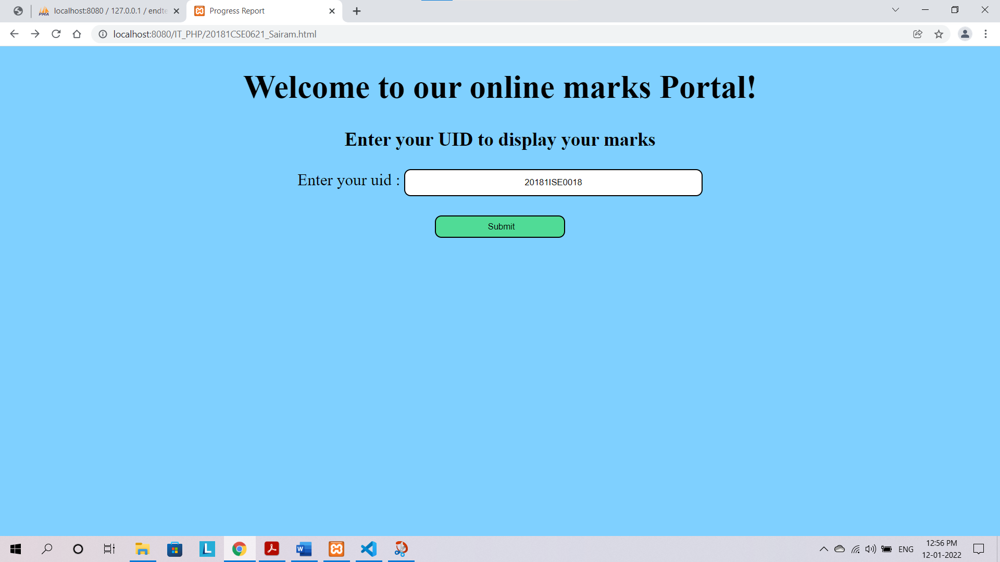 localhost:8080 / 127.0.0.1 / endte
Progress Report
localhost:8080/IT_PHP/20181CSE0621_Sairam.html
Welcome to our online marks Portal!
Enter your UID to display your marks
Enter your uid :
20181ISE0018
Submit
ENG
12:56 PM
12-01-2022